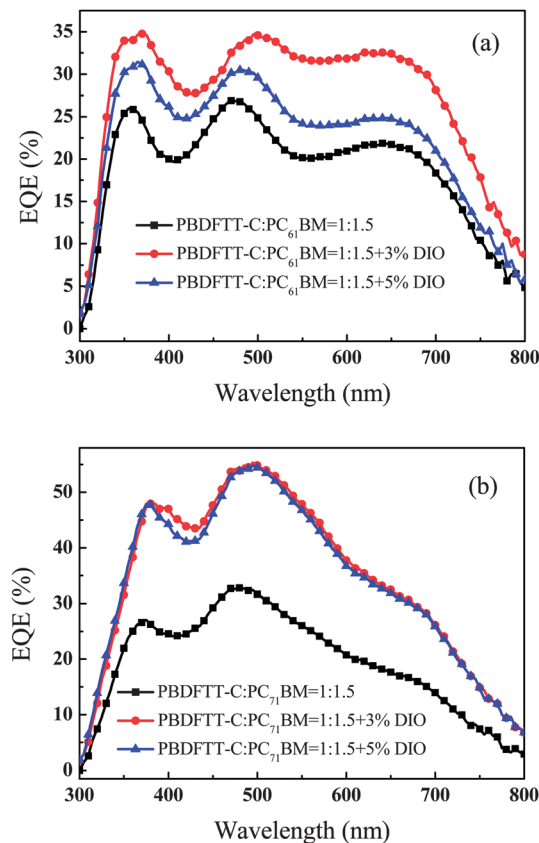 (a)
EQE (%)
35
30
25
20
15
10
5
0
PBDFTT-C:PC₆₁BM=1:1.5
PBDFTT-C:PC₆₁BM=1:1.5+3% DIO
PBDFTT-C:PC₆₁BM=1:1.5+5% DIO
300 400 500 600 700 800
Wavelength (nm)
(b)
EQE (%)
50
40
30
20
10
0
PBDFTT-C:PC₇₁BM=1:1.5
PBDFTT-C:PC₇₁BM=1:1.5+3% DIO
PBDFTT-C:PC₇₁BM=1:1.5+5% DIO
300 400 500 600 700 800
Wavelength (nm)